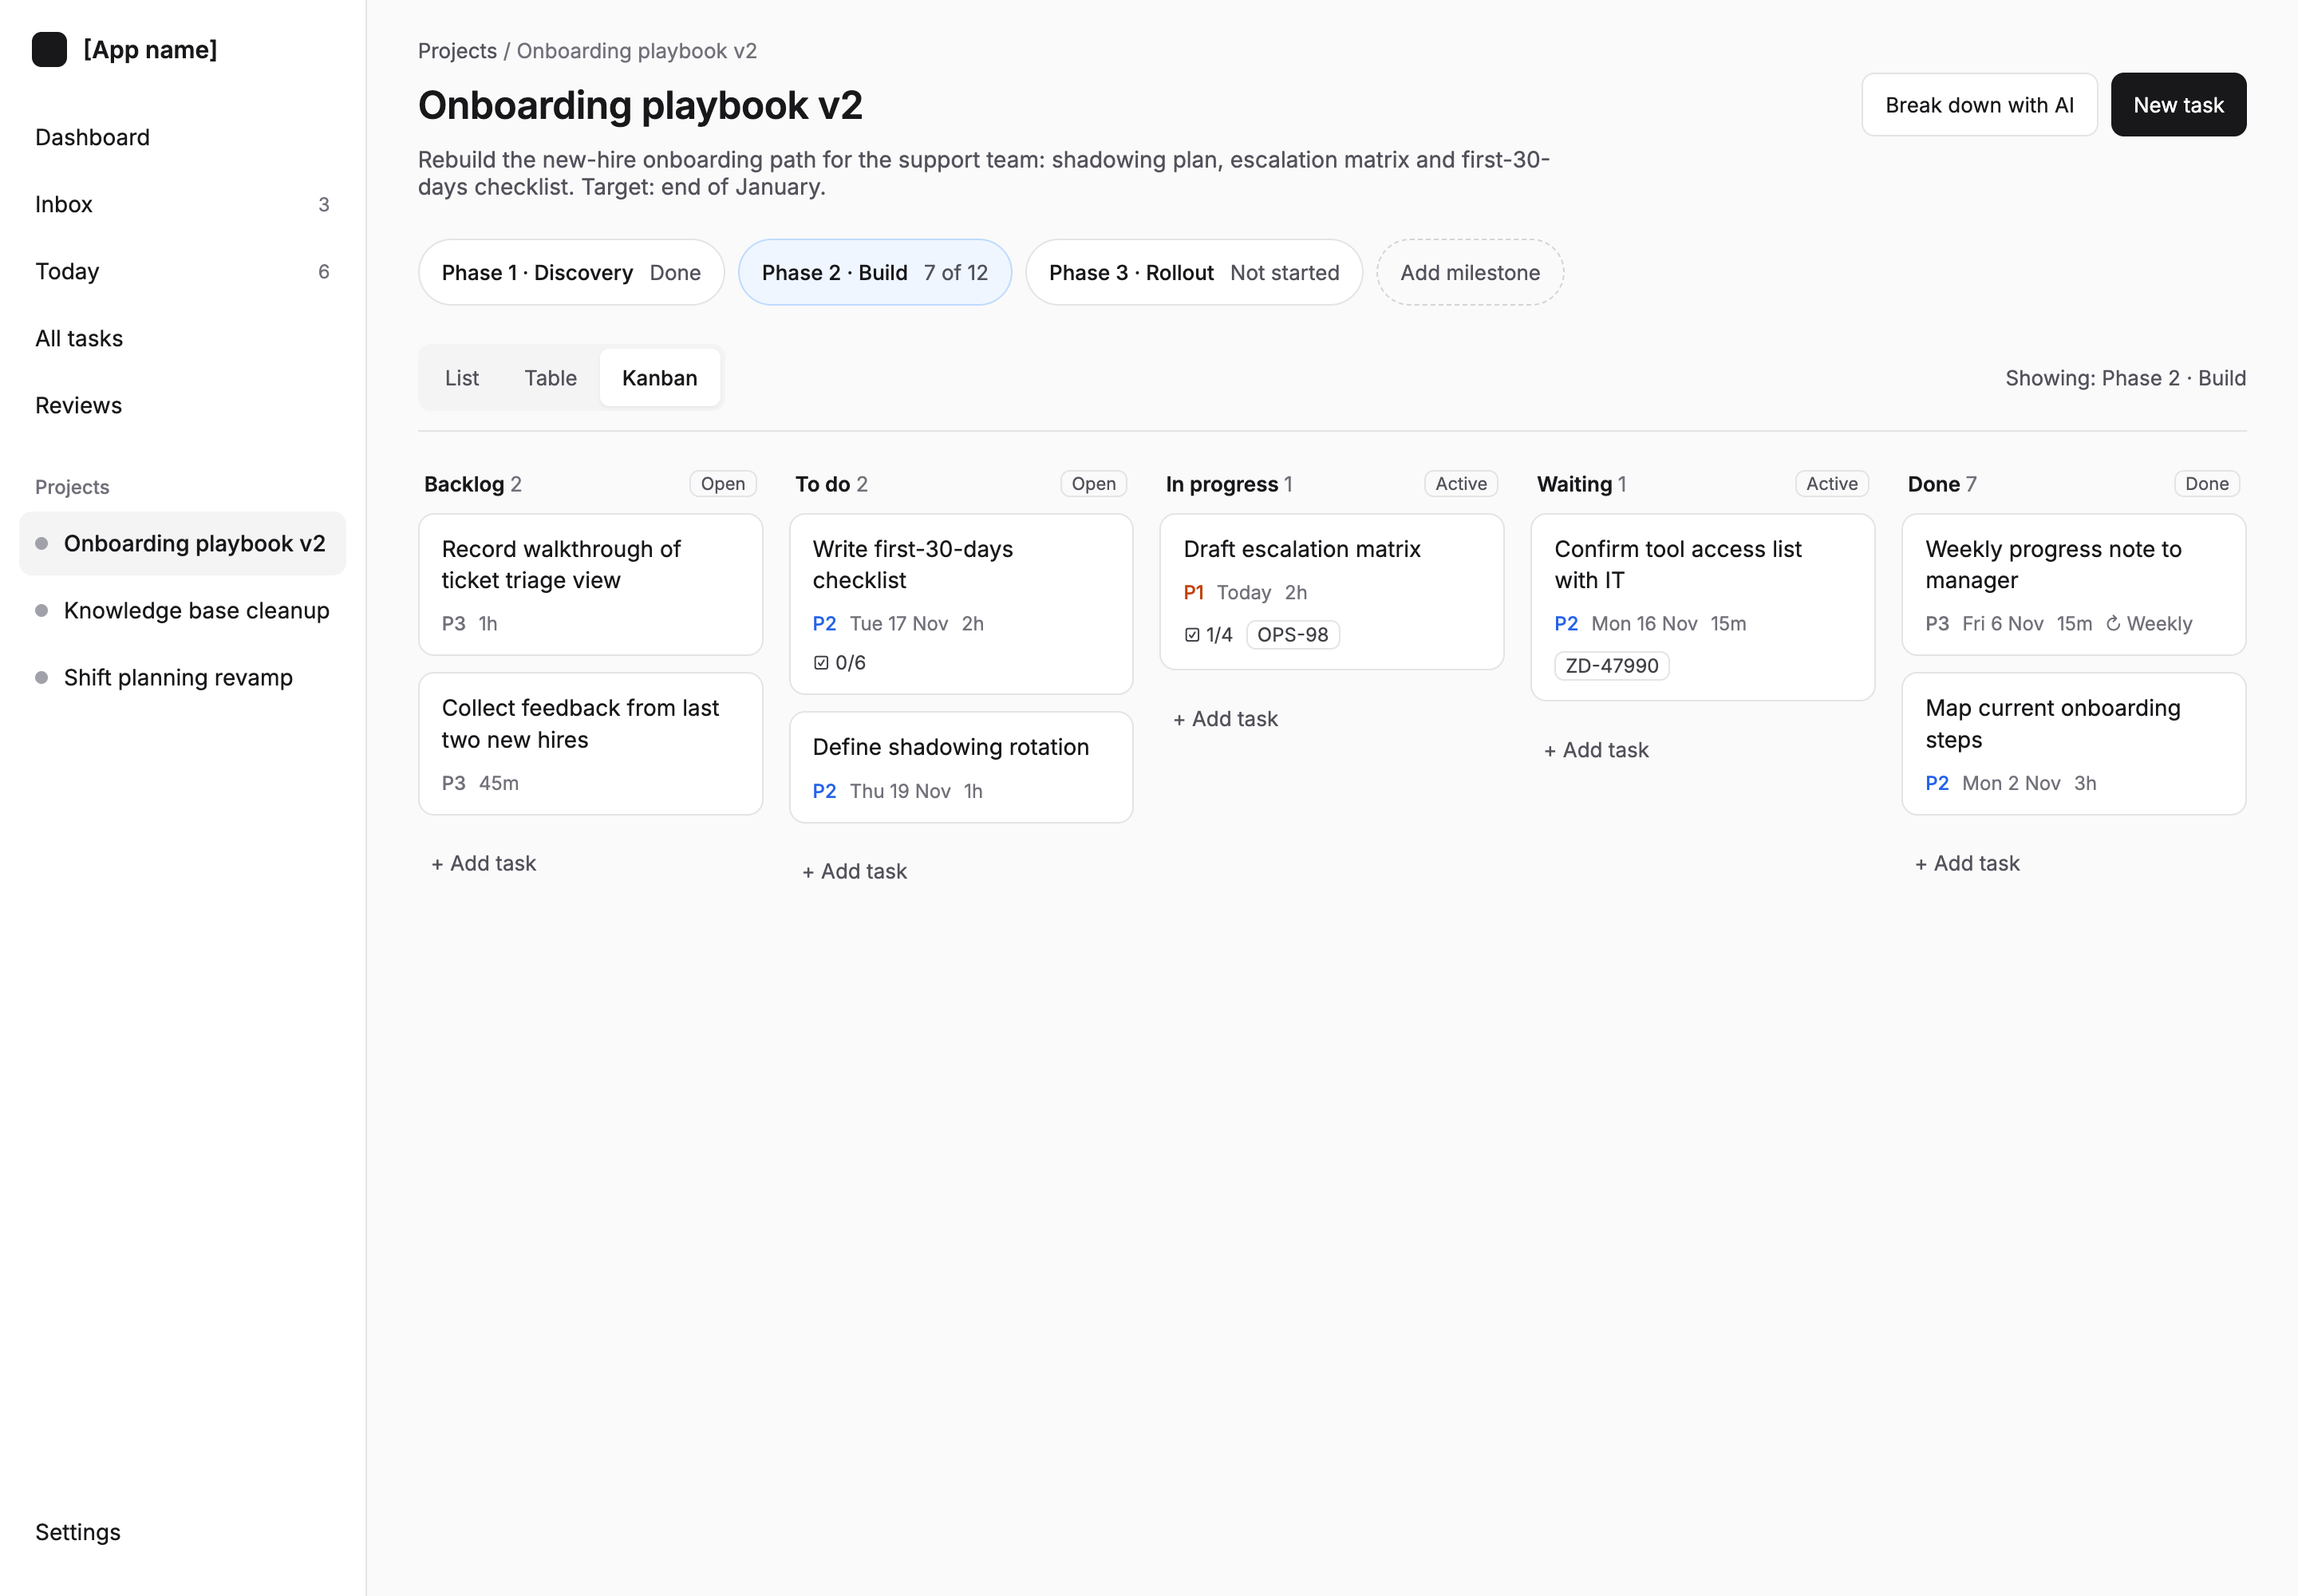 [App name]
Dashboard
Inbox 3
Today 6
All tasks
Reviews
Projects
Onboarding playbook v2
Knowledge base cleanup
Shift planning revamp
Settings
Projects / Onboarding playbook v2
Onboarding playbook v2
Break down with AI
New task
Rebuild the new-hire onboarding path for the support team: shadowing plan, escalation matrix and first-30-
days checklist. Target: end of January.
Phase 1 · Discovery Done
Phase 2 · Build 7 of 12
Phase 3 · Rollout Not started
Add milestone
List
Table
Kanban
Showing: Phase 2 · Build
Backlog 2 Open
Record walkthrough of
ticket triage view
P3 1h
Collect feedback from last
two new hires
P3 45m
+ Add task
To do 2 Open
Write first-30-days
checklist
P2 Tue 17 Nov 2h
0/6
Define shadowing rotation
P2 Thu 19 Nov 1h
+ Add task
In progress 1 Active
Draft escalation matrix
P1 Today 2h
1/4 OPS-98
+ Add task
Waiting 1 Active
Confirm tool access list
with IT
P2 Mon 16 Nov 15m
ZD-47990
+ Add task
Done 7 Done
Weekly progress note to
manager
P3 Fri 6 Nov 15m Weekly
Map current onboarding
steps
P2 Mon 2 Nov 3h
+ Add task